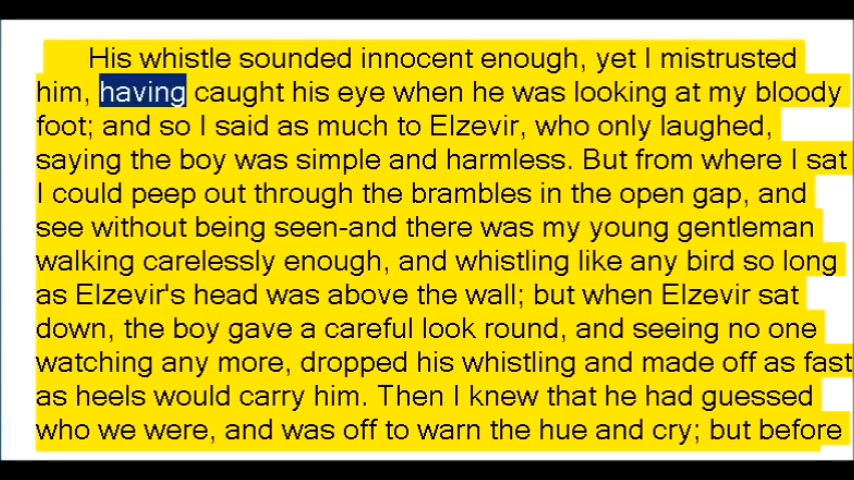 His whistle sounded innocent enough, yet I mistrusted
him, having caught his eye when he was looking at my bloody
foot; and so I said as much to Elzevir, who only laughed,
saying the boy was simple and harmless. But from where I sat
I could peep out through the brambles in the open gap, and
see without being seen-and there was my young gentleman
walking carelessly enough, and whistling like any bird so long
as Elzevir's head was above the wall; but when Elzevir sat
down, the boy gave a careful look round, and seeing no one
watching any more, dropped his whistling and made off as fast
as heels would carry him. Then I knew that he had guessed
who we were, and was off to warn the hue and cry; but before